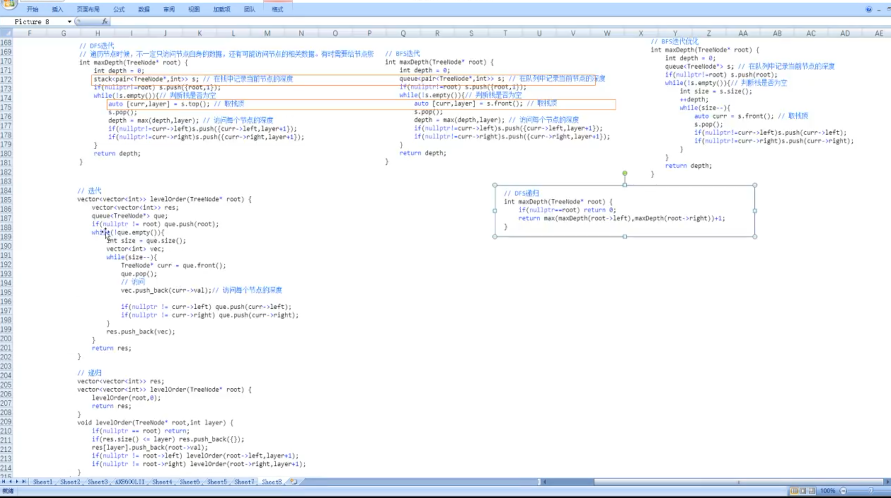 开始 插入 页面布局 公式 数据 审阅 视图 加载项 团队 格式
Picture 8 fx
F G H I J K L M N O P Q R S T U V W X Y Z AA AB AC AD AE
// DFS迭代
// 遍历节点时候，不一定只访问节点自身的数据，还有可能访问节点的相关数据，有时需要估节点按
int maxDepth(TreeNode* root) {
int depth = 0;
stack<pair<TreeNode*,int>> s; // 在栈中记录当前节点的深度
if(nullptr!=root) s.push({root,1});
while(!s.empty()){ // 判断栈是否为空
auto [curr,layer] = s.top(); // 取栈顶
s.pop();
depth = max(depth,layer); // 访问每个节点的深度
if(nullptr!=curr->left)s.push({curr->left,layer+1});
if(nullptr!=curr->right)s.push({curr->right,layer+1});
}
return depth;
}
// BFS迭代
int maxDepth(TreeNode* root) {
int depth = 0;
queue<pair<TreeNode*,int>> s; // 在队列中记录当前节点的深度
if(nullptr!=root) s.push({root,1});
while(!s.empty()){ // 判断栈是否为空
auto [curr,layer] = s.front(); // 取栈顶
s.pop();
depth = max(depth,layer); // 访问每个节点的深度
if(nullptr!=curr->left)s.push({curr->left,layer+1});
if(nullptr!=curr->right)s.push({curr->right,layer+1});
}
return depth;
}
// BFS迭代优化
int maxDepth(TreeNode* root) {
int depth = 0;
queue<TreeNode*> s; // 在队列中记录当前节点的深度
if(nullptr!=root) s.push(root);
while(!s.empty()){ // 判断栈是否为空
int size = s.size();
++depth;
while(size--){
auto curr = s.front(); // 取栈顶
s.pop();
if(nullptr!=curr->left)s.push(curr->left);
if(nullptr!=curr->right)s.push(curr->right);
}
}
return depth;
}
// DFS递归
int maxDepth(TreeNode* root) {
if(nullptr==root) return 0;
return max(maxDepth(root->left),maxDepth(root->right))+1;
}
// 迭代
vector<vector<int>> levelOrder(TreeNode* root) {
vector<vector<int>> res;
queue<TreeNode*> que;
if(nullptr != root) que.push(root);
while(!que.empty()){
int size = que.size();
vector<int> vec;
while(size--){
TreeNode* curr = que.front();
que.pop();
// 访问
vec.push_back(curr->val);// 访问每个节点的深度
if(nullptr != curr->left) que.push(curr->left);
if(nullptr != curr->right) que.push(curr->right);
}
res.push_back(vec);
}
return res;
}
// 递归
vector<vector<int>> res;
vector<vector<int>> levelOrder(TreeNode* root) {
levelOrder(root,0);
return res;
}
void levelOrder(TreeNode* root,int layer) {
if(nullptr == root) return;
if(res.size() <= layer) res.push_back({});
res[layer].push_back(root->val);
if(nullptr != root->left) levelOrder(root->left,layer+1);
if(nullptr != root->right) levelOrder(root->right,layer+1);
}
Sheet1 Sheet2 Sheet3 Sheet4 Sheet6 Sheet5 Sheet7 Sheet8
就绪 100%